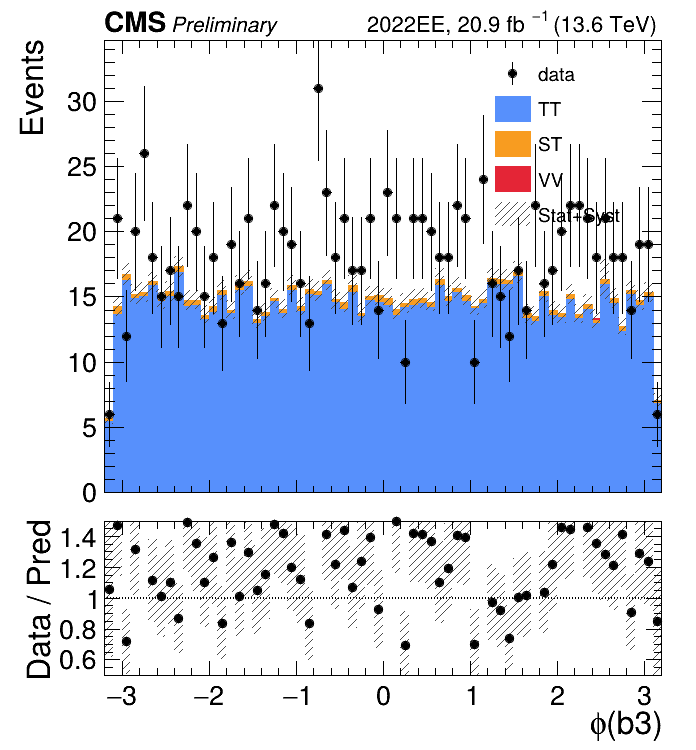 CMS Preliminary 2022EE, 20.9 fb⁻¹ (13.6 TeV)
Events
30
25
20
15
10
5
0
data
TT
ST
VV
Stat+Syst
Data / Pred
1.4
1.2
1
0.8
0.6
−3 −2 −1 0 1 2 3
ϕ(b3)